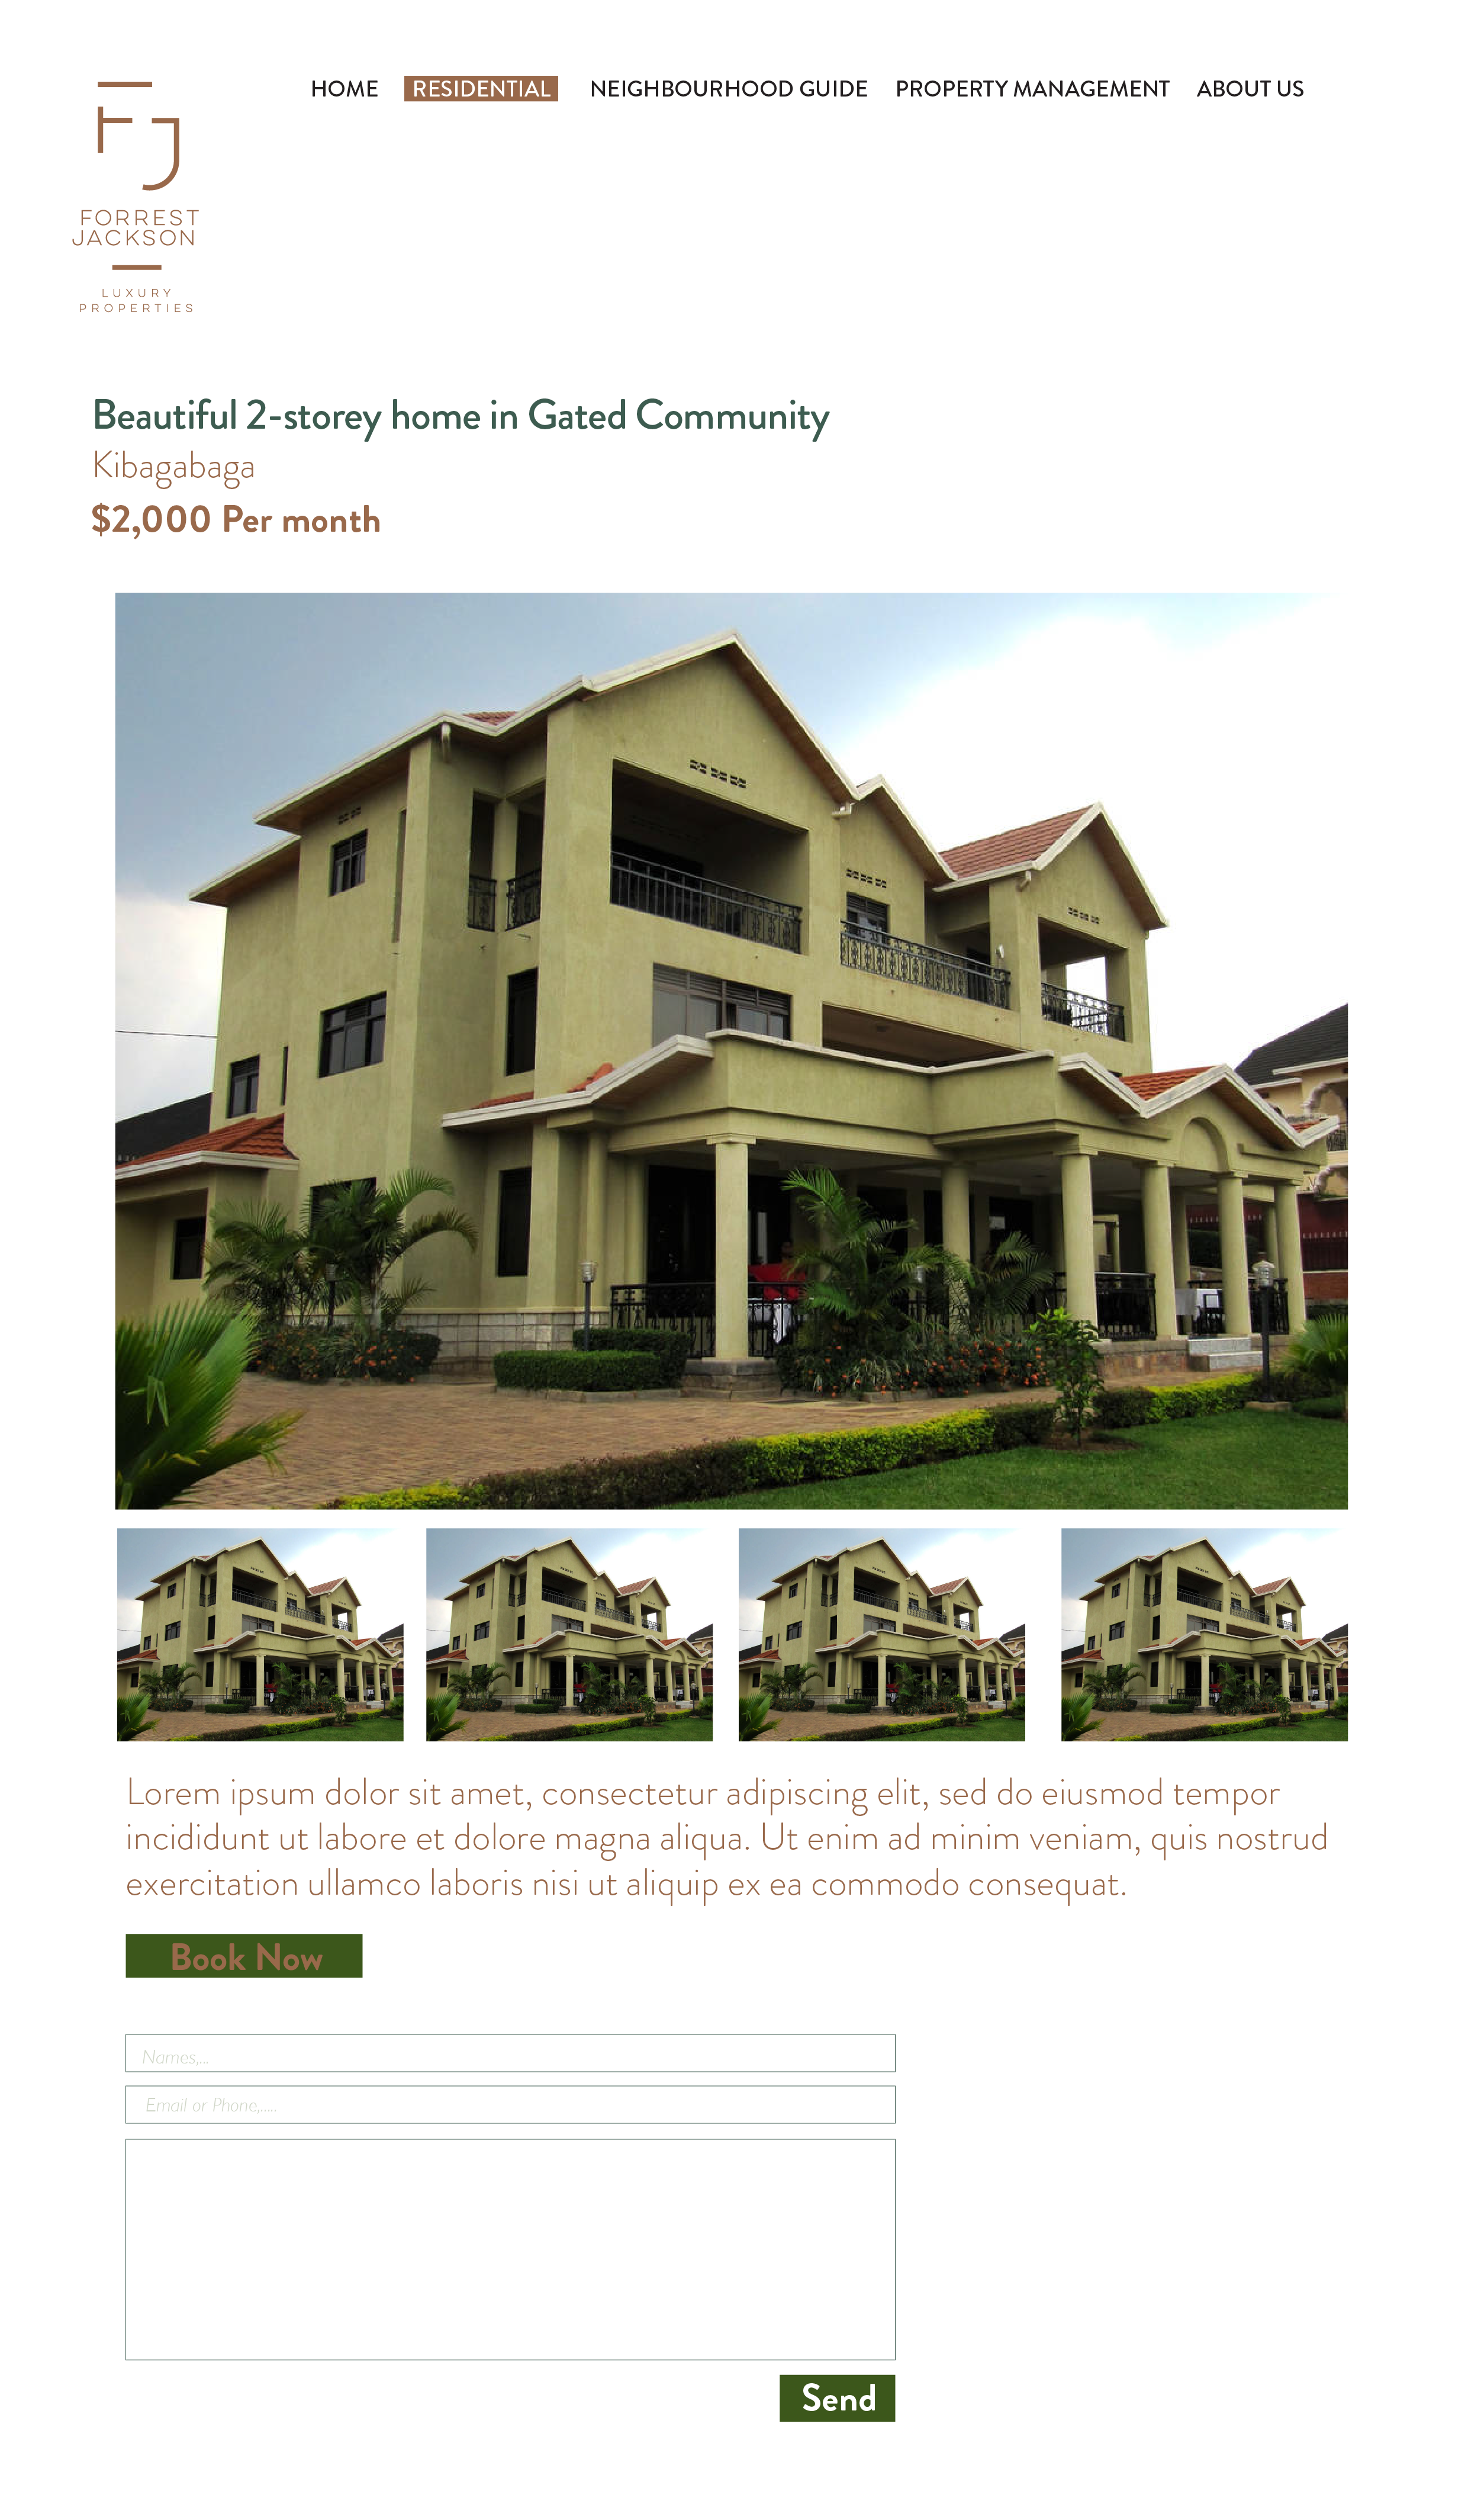 HOME RESIDENTIAL NEIGHBOURHOOD GUIDE PROPERTY MANAGEMENT ABOUT US
FJ
FORREST
JACKSON
LUXURY
PROPERTIES
Beautiful 2-storey home in Gated Community
Kibagabaga
$2,000 Per month
Lorem ipsum dolor sit amet, consectetur adipiscing elit, sed do eiusmod tempor
incididunt ut labore et dolore magna aliqua. Ut enim ad minim veniam, quis nostrud
exercitation ullamco laboris nisi ut aliquip ex ea commodo consequat.
Book Now
Names,...
Email or Phone,.....
Send